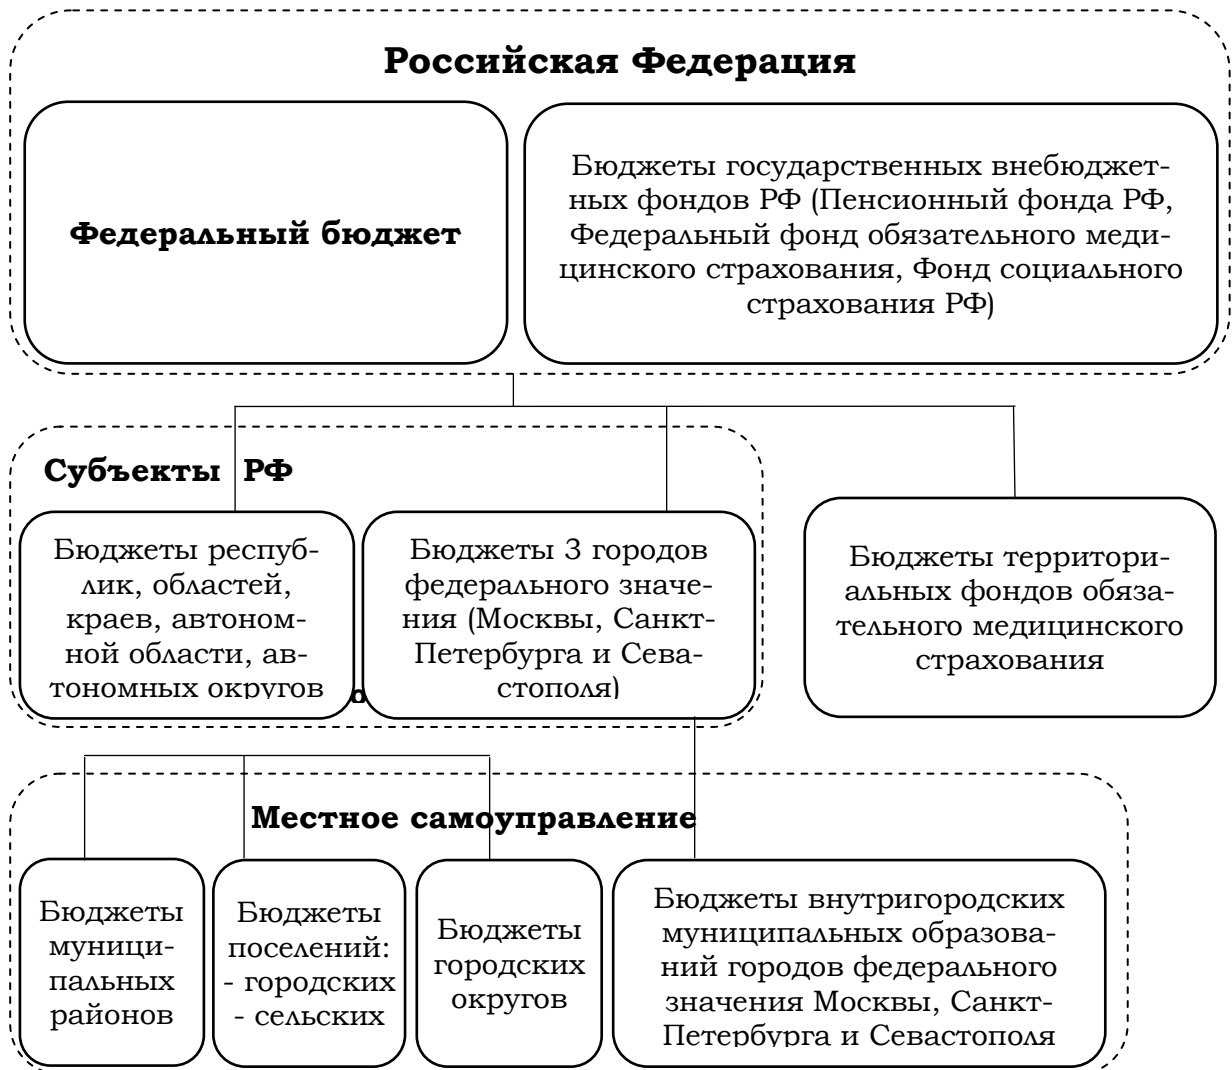 Российская Федерация
Федеральный бюджет
Бюджеты государственных внебюджет-
ных фондов РФ (Пенсионный фонда РФ,
Федеральный фонд обязательного меди-
цинского страхования, Фонд социального
страхования РФ)
Субъекты РФ
Бюджеты респуб-
лик, областей,
краев, автоном-
ной области, ав-
тономных округов
Бюджеты 3 городов
федерального значе-
ния (Москвы, Санкт-
Петербурга и Сева-
стополя)
Бюджеты территори-
альных фондов обяза-
тельного медицинского
страхования
Местное самоуправление
Бюджеты
муници-
пальных
районов
Бюджеты
поселений:
- городских
- сельских
Бюджеты
городских
округов
Бюджеты внутригородских
муниципальных образова-
ний городов федерального
значения Москвы, Санкт-
Петербурга и Севастополя